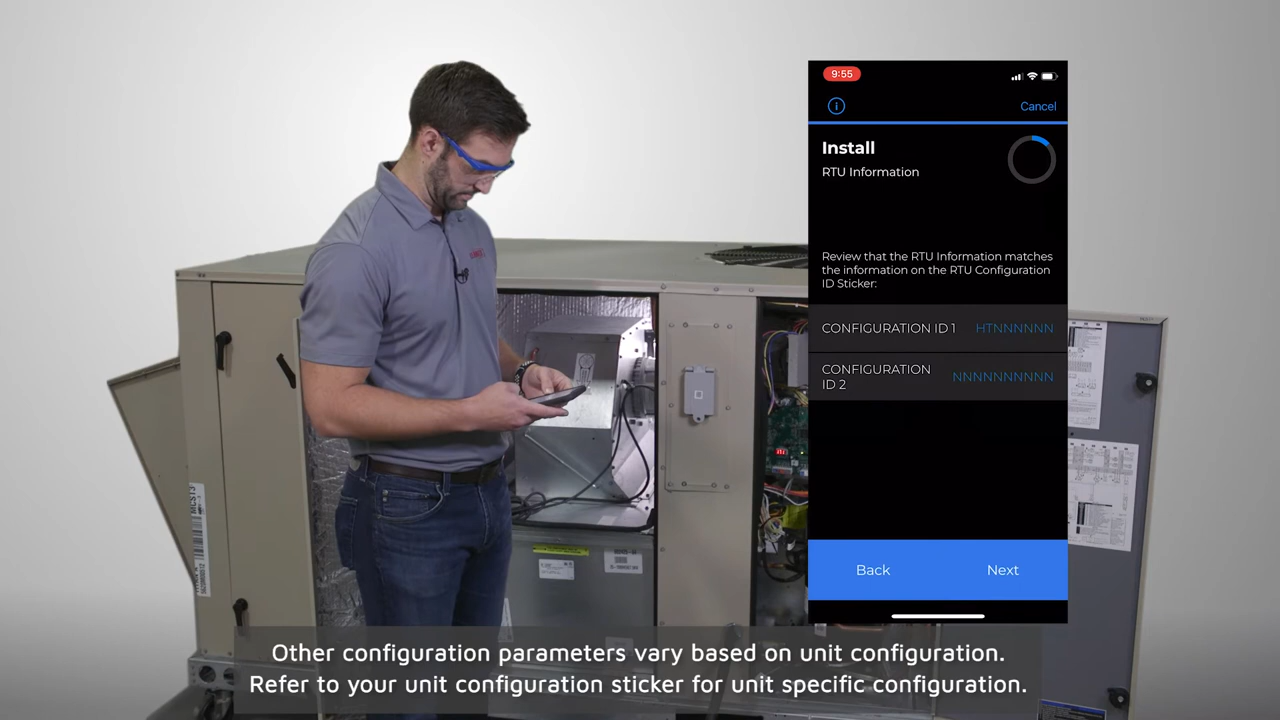 9:55
Cancel
Install
RTU Information
Review that the RTU Information matches
the information on the RTU Configuration
ID Sticker:
CONFIGURATION ID 1 HTNNNNNN
CONFIGURATION
ID 2 NNNNNNNNNN
Back Next
Other configuration parameters vary based on unit configuration.
Refer to your unit configuration sticker for unit specific configuration.